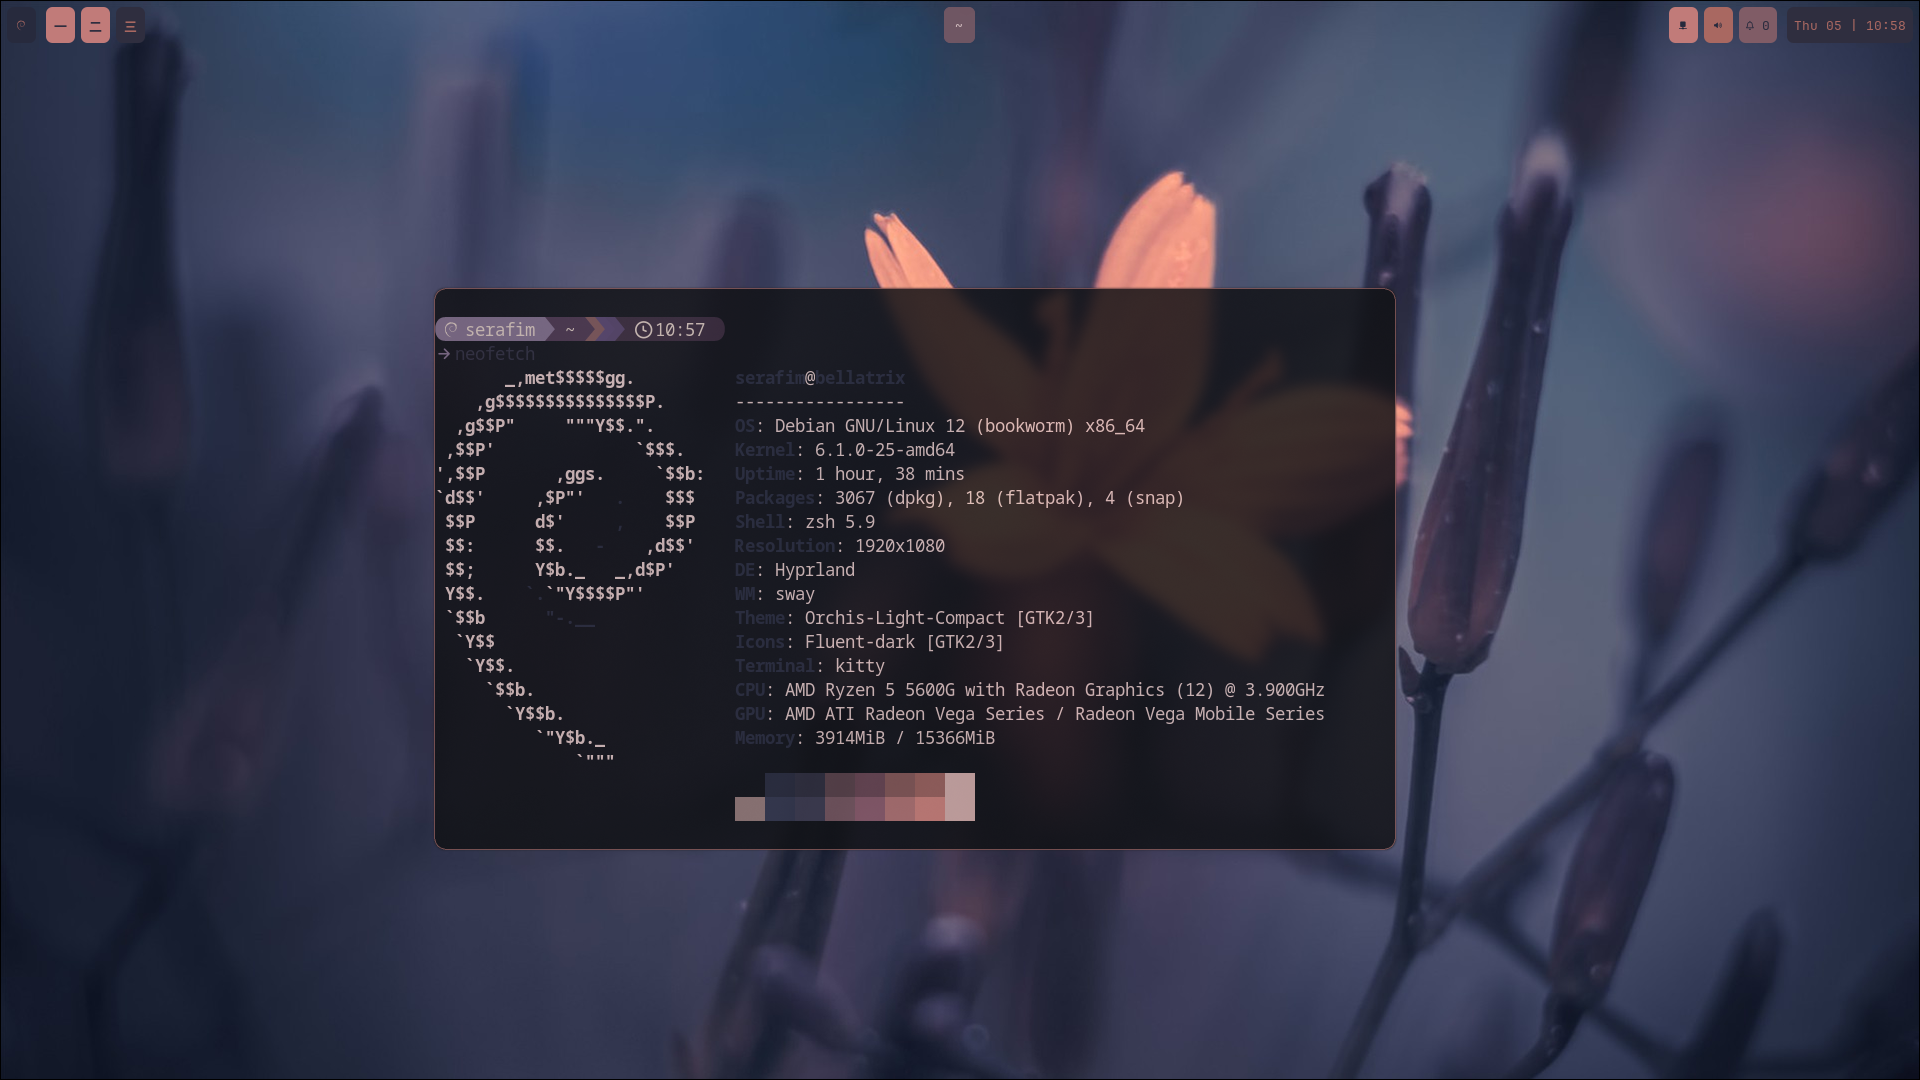 一 二 三 ~ 0 Thu 05 | 10:58
serafim ~ 10:57
→ neofetch
_,met$$$$$gg. serafim@bellatrix
,g$$$$$$$$$$$$$$$P. -----------------
,g$$P" """Y$$.". OS: Debian GNU/Linux 12 (bookworm) x86_64
,$$P' `$$$. Kernel: 6.1.0-25-amd64
',$$P ,ggs. `$$b: Uptime: 1 hour, 38 mins
`d$$' ,$P"' . $$$ Packages: 3067 (dpkg), 18 (flatpak), 4 (snap)
$$P d$' , $$P Shell: zsh 5.9
$$: $$. - ,d$$' Resolution: 1920x1080
$$; Y$b._ _,d$P' DE: Hyprland
Y$$. `.`"Y$$$$P"' WM: sway
`$$b "-.__ Theme: Orchis-Light-Compact [GTK2/3]
`Y$$ Icons: Fluent-dark [GTK2/3]
`Y$$. Terminal: kitty
`$$b. CPU: AMD Ryzen 5 5600G with Radeon Graphics (12) @ 3.900GHz
`Y$$b. GPU: AMD ATI Radeon Vega Series / Radeon Vega Mobile Series
`"Y$b._ Memory: 3914MiB / 15366MiB
`"""